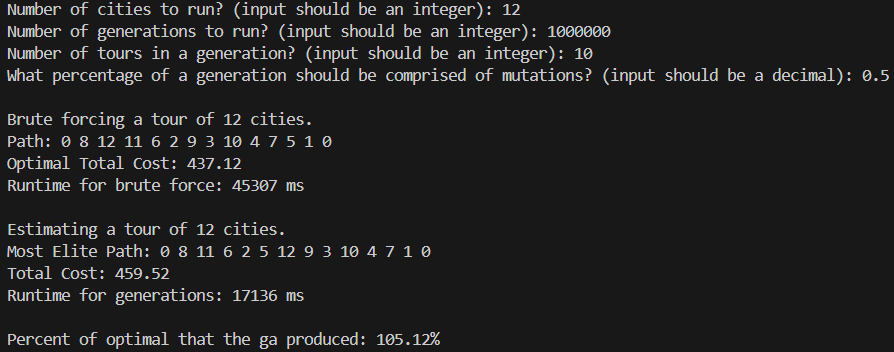 Number of cities to run? (input should be an integer): 12
Number of generations to run? (input should be an integer): 1000000
Number of tours in a generation? (input should be an integer): 10
What percentage of a generation should be comprised of mutations? (input should be a decimal): 0.5
Brute forcing a tour of 12 cities.
Path: 0 8 12 11 6 2 9 3 10 4 7 5 1 0
Optimal Total Cost: 437.12
Runtime for brute force: 45307 ms
Estimating a tour of 12 cities.
Most Elite Path: 0 8 11 6 2 5 12 9 3 10 4 7 1 0
Total Cost: 459.52
Runtime for generations: 17136 ms
Percent of optimal that the ga produced: 105.12%